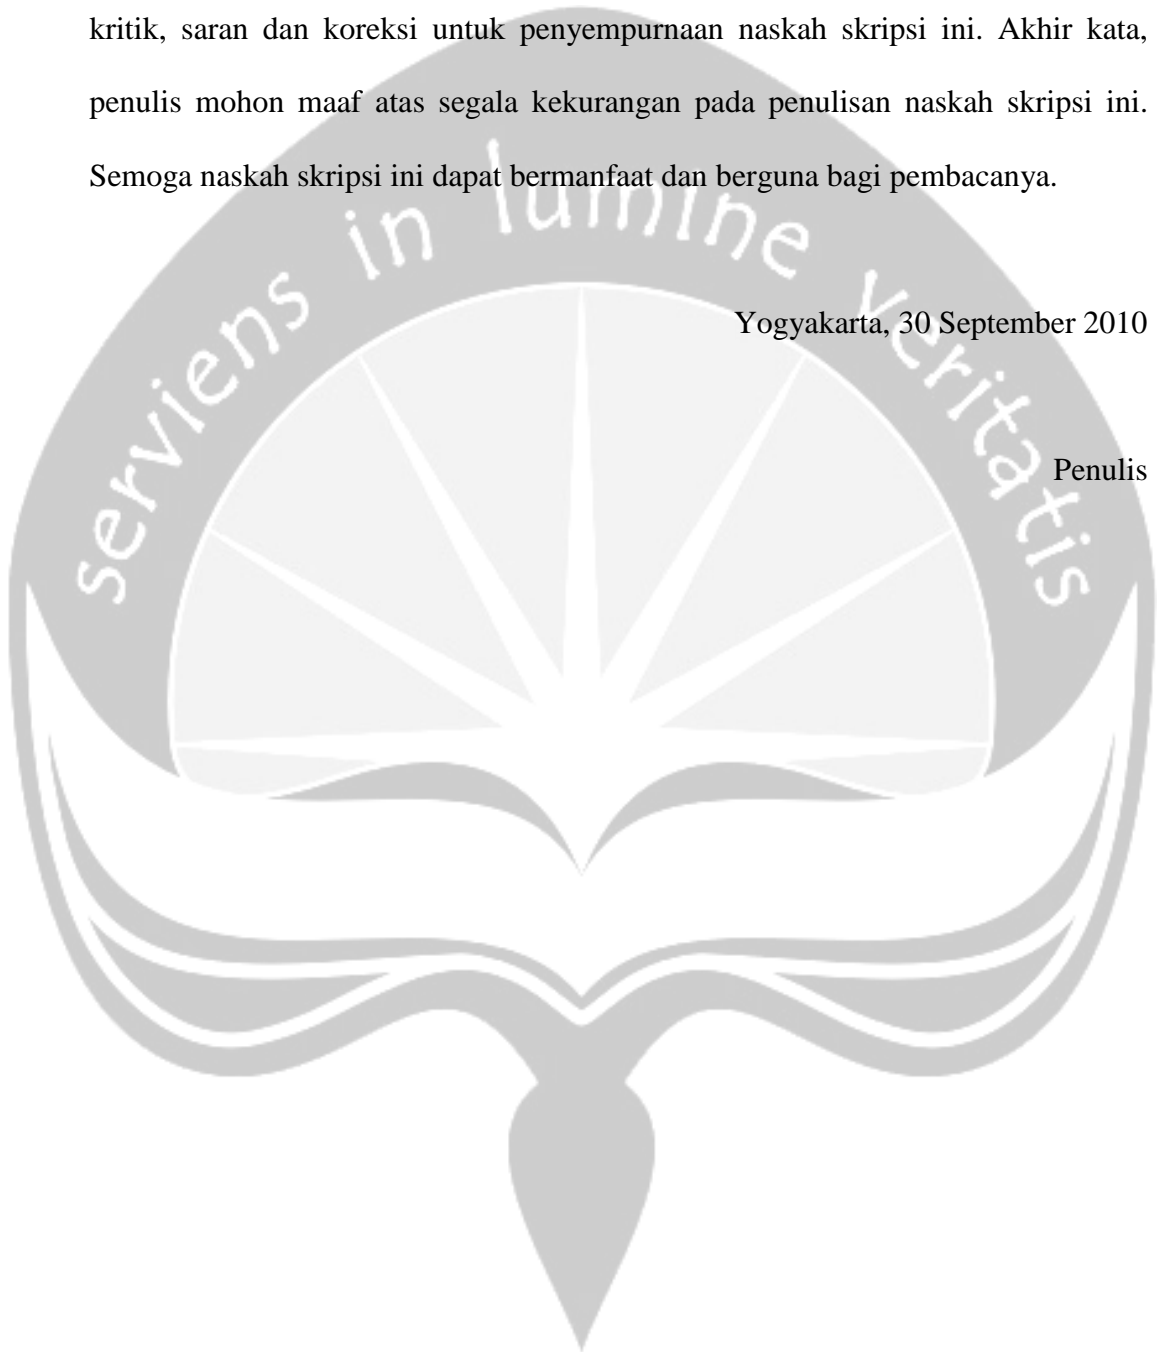 kritik, saran dan koreksi untuk penyempurnaan naskah skripsi ini. Akhir kata,
penulis mohon maaf atas segala kekurangan pada penulisan naskah skripsi ini.
Semoga naskah skripsi ini dapat bermanfaat dan berguna bagi pembacanya.
serviens in lumine veritatis
Yogyakarta, 30 September 2010
Penulis